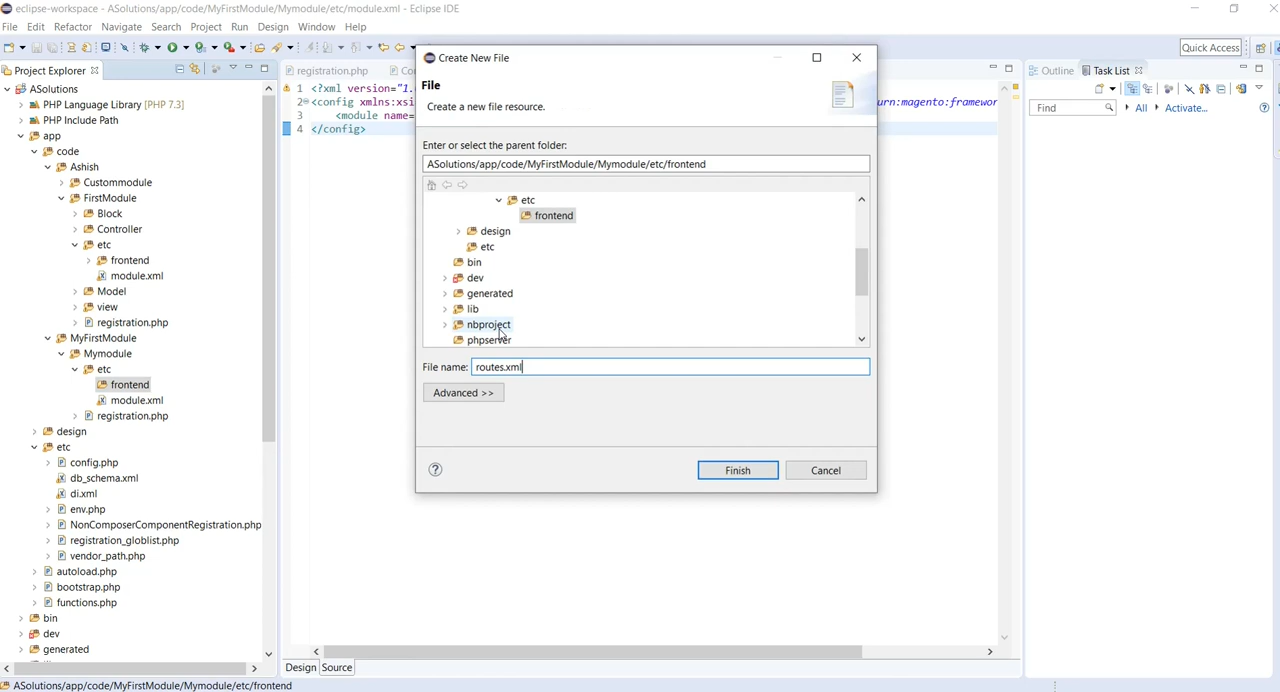 eclipse-workspace - ASolutions/app/code/MyFirstModule/Mymodule/etc/module.xml - Eclipse IDE
File Edit Refactor Navigate Search Project Run Design Window Help
Quick Access
Project Explorer
ASolutions
PHP Language Library [PHP 7.3]
PHP Include Path
app
code
Ashish
Custommodule
FirstModule
Block
Controller
etc
frontend
module.xml
Model
view
registration.php
MyFirstModule
Mymodule
etc
frontend
module.xml
registration.php
design
etc
config.php
db_schema.xml
di.xml
env.php
NonComposerComponentRegistration.php
registration_globlist.php
vendor_path.php
autoload.php
bootstrap.php
functions.php
bin
dev
generated
registration.php
1 <?xml version="1.
2 <config xmlns:xsi
urn:magento:framewor
3 <module name=
4 </config>
Design Source
Create New File
File
Create a new file resource.
Enter or select the parent folder:
ASolutions/app/code/MyFirstModule/Mymodule/etc/frontend
etc
frontend
design
etc
bin
dev
generated
lib
nbproject
phpserver
File name: routes.xml
Advanced >>
Finish Cancel
Outline Task List
Find All Activate...
ASolutions/app/code/MyFirstModule/Mymodule/etc/frontend